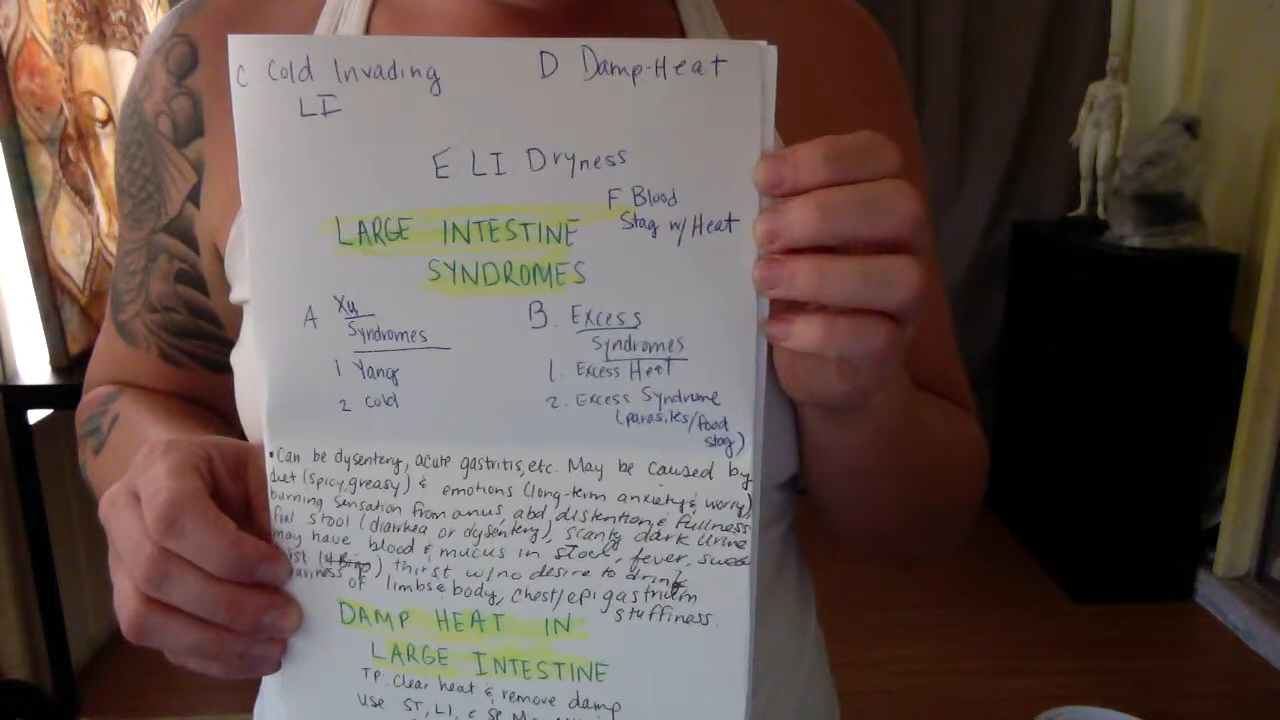 C Cold Invading LI
D Damp-Heat
E. LI Dryness
F Blood
Stag w/Heat
LARGE INTESTINE
SYNDROMES
A Xu
Syndromes
1 Yang
2 Cold
B. Excess
Syndromes
1. Excess Heat
2. Excess Syndrome
(parasites/food
stag)
• Can be dysentery, acute gastritis, etc. May be caused by
diet (spicy, greasy) & emotions (long-term anxiety & worry),
burning sensation from anus, abd distention & fullness
foul stool (diarrhea or dysentery), scanty dark urine
may have blood & mucus in stool, fever,
thirst w/no desire to drink
of limbs & body, chest/epigastrium
stuffiness.
DAMP HEAT IN
LARGE INTESTINE
TP: Clear heat & remove damp
Use ST, LI, & SP